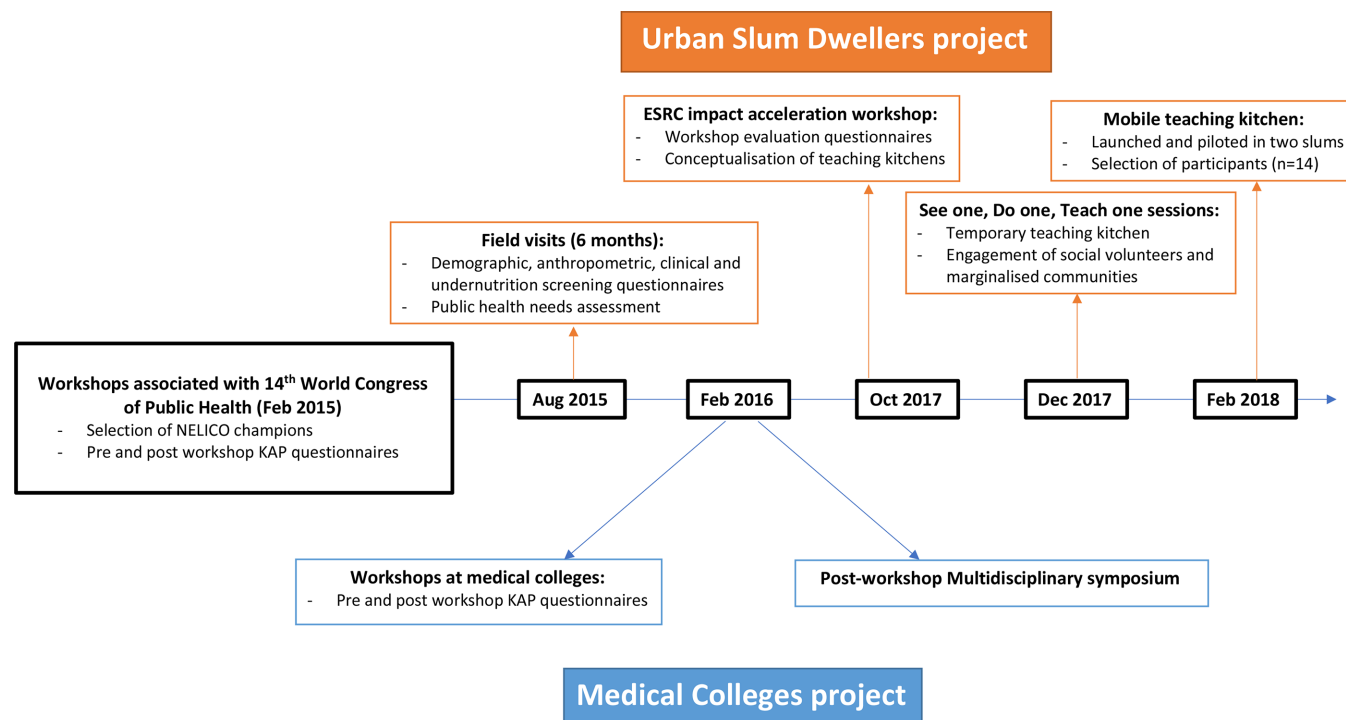 Urban Slum Dwellers project
ESRC impact acceleration workshop:
- Workshop evaluation questionnaires
- Conceptualisation of teaching kitchens
Mobile teaching kitchen:
- Launched and piloted in two slums
- Selection of participants (n=14)
See one, Do one, Teach one sessions:
- Temporary teaching kitchen
- Engagement of social volunteers and
marginalised communities
Field visits (6 months):
- Demographic, anthropometric, clinical and
undernutrition screening questionnaires
- Public health needs assessment
Workshops associated with 14th World Congress
of Public Health (Feb 2015)
- Selection of NELICO champions
- Pre and post workshop KAP questionnaires
Aug 2015
Feb 2016
Oct 2017
Dec 2017
Feb 2018
Workshops at medical colleges:
- Pre and post workshop KAP questionnaires
Post-workshop Multidisciplinary symposium
Medical Colleges project